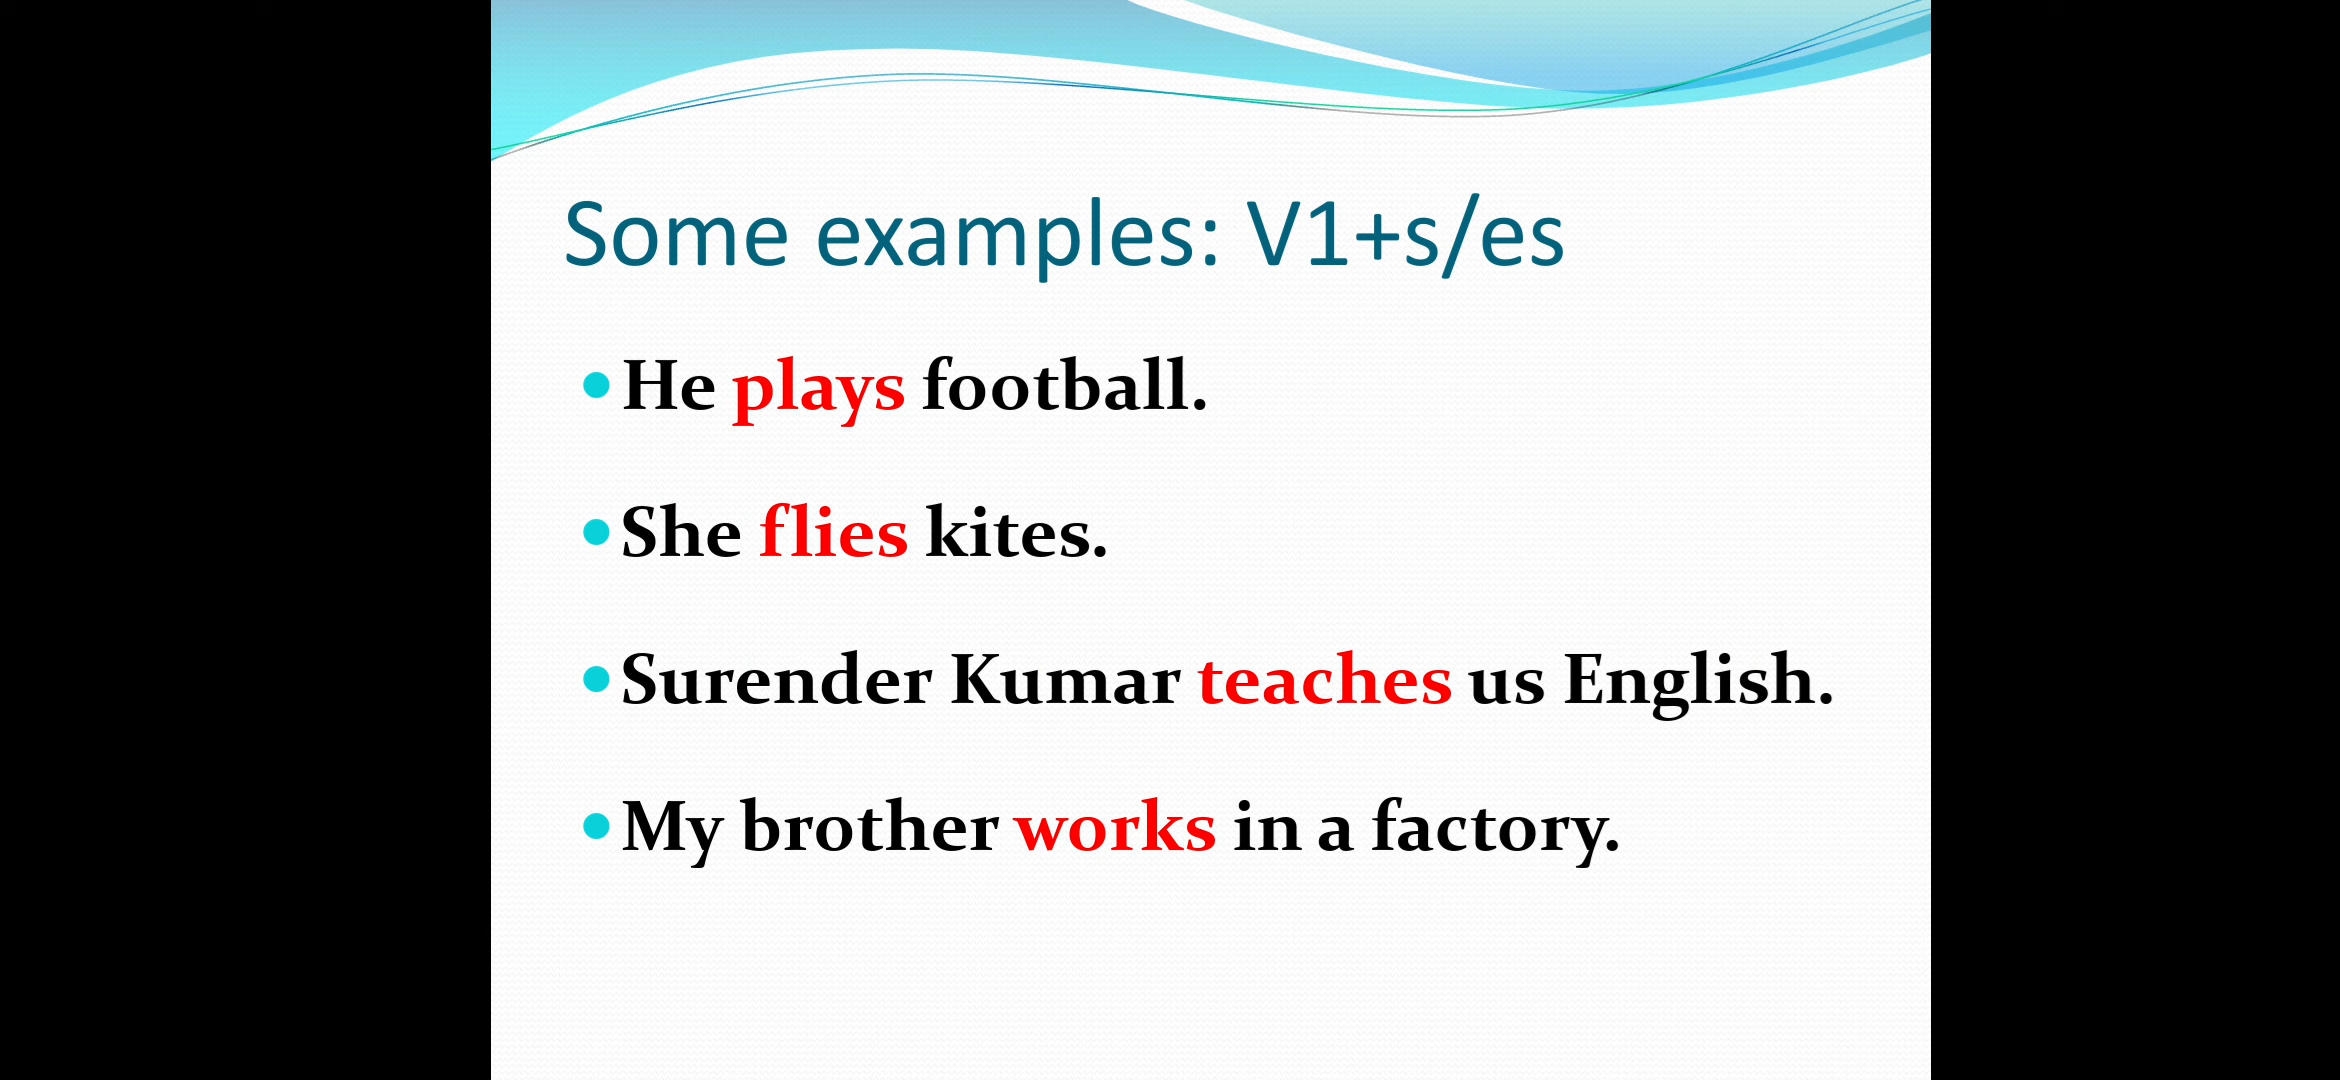 Some examples: V1+s/es
He plays football.
She flies kites.
Surender Kumar teaches us English.
My brother works in a factory.